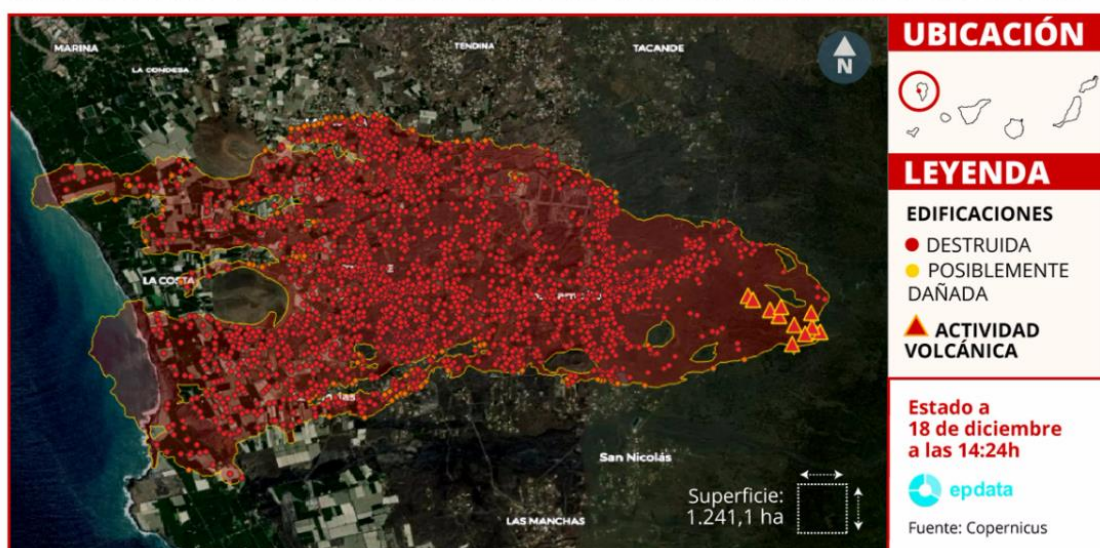 MARINA
LA CONDESA
TENDINA
TACANDE
N
LA COSTA
San Nicolás
LAS MANCHAS
Superficie:
1.241,1 ha
UBICACIÓN
LEYENDA
EDIFICACIONES
DESTRUIDA
POSIBLEMENTE
DAÑADA
ACTIVIDAD
VOLCÁNICA
Estado a
18 de diciembre
a las 14:24h
epdata
Fuente: Copernicus